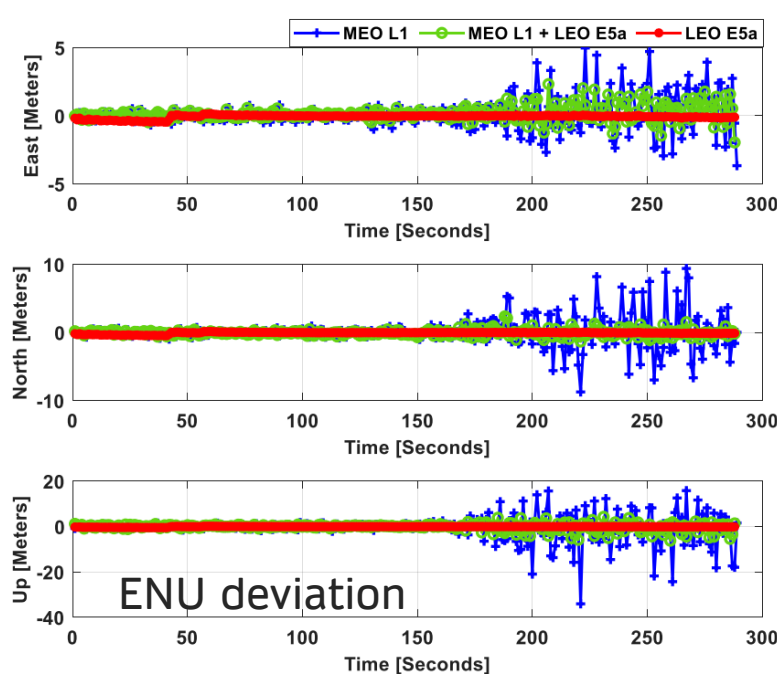 MEO L1 MEO L1 + LEO E5a LEO E5a
East [Meters]
5
0
-5
0 50 100 150 200 250 300
Time [Seconds]
North [Meters]
10
0
-10
0 50 100 150 200 250 300
Time [Seconds]
Up [Meters]
20
0
-20
-40
ENU deviation
0 50 100 150 200 250 300
Time [Seconds]